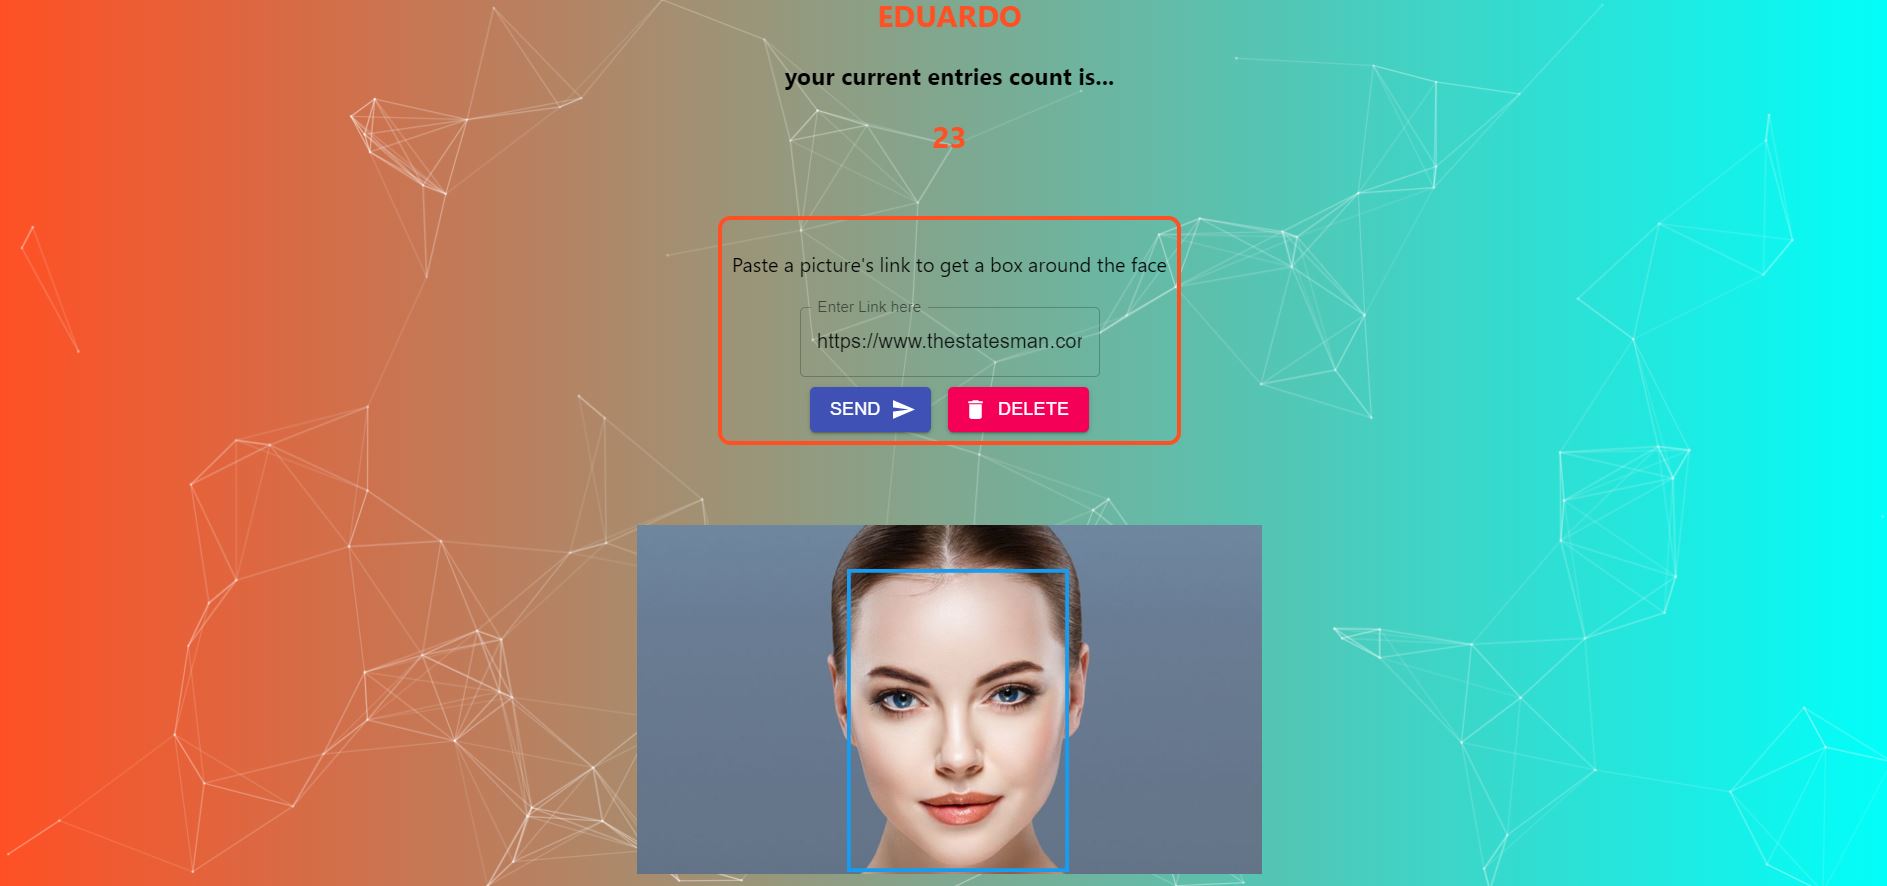 EDUARDO
your current entries count is...
23
Paste a picture's link to get a box around the face
Enter Link here
https://www.thestatesman.cor
SEND
DELETE